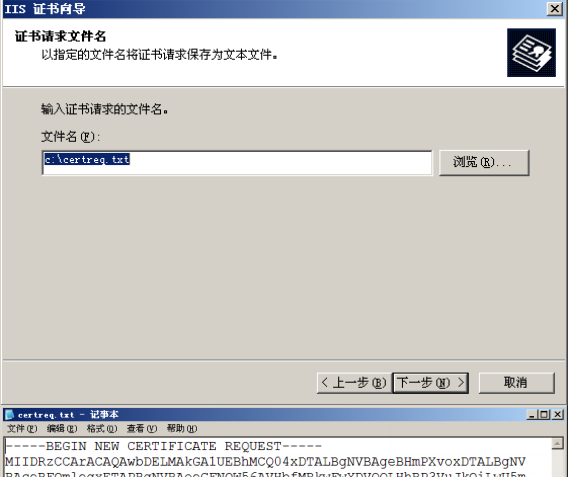 IIS 证书向导
证书请求文件名
以指定的文件名将证书请求保存为文本文件。
输入证书请求的文件名。
文件名(F):
c:\certreq.txt
浏览(R)...
< 上一步(B)
下一步(N) >
取消
certreq.txt - 记事本
文件(F) 编辑(E) 格式(O) 查看(V) 帮助(H)
-----BEGIN NEW CERTIFICATE REQUEST-----
MIIDRzCCArACAQAwbDELMAkGA1UEBhMCQ04xDTALBgNVBAgeBHmPXvoxDTALBgNV